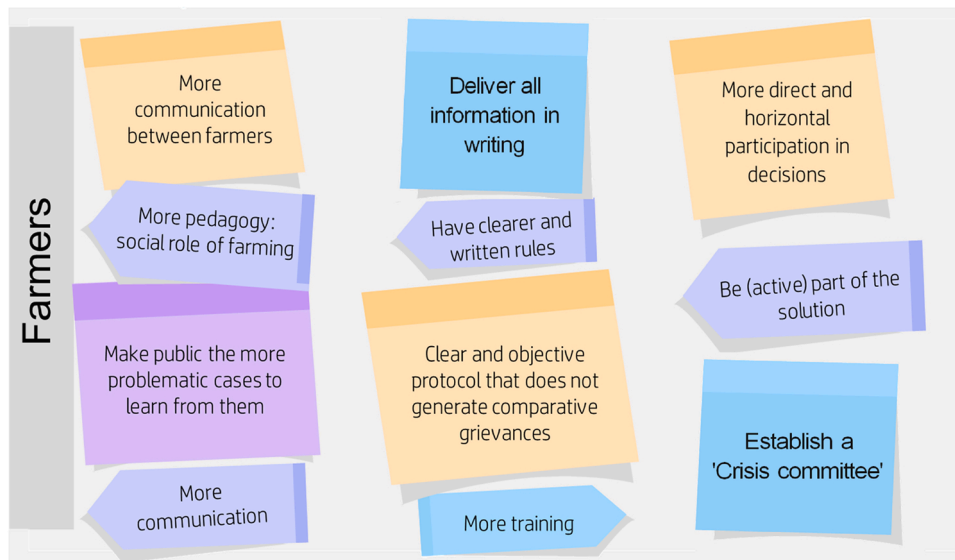 Farmers
More
communication
between farmers
More pedagogy:
social role of farming
Make public the more
problematic cases to
learn from them
More
communication
Deliver all
information in
writing
Have clearer and
written rules
Clear and objective
protocol that does not
generate comparative
grievances
More training
More direct and
horizontal
participation in
decisions
Be (active) part of the
solution
Establish a
'Crisis committee'